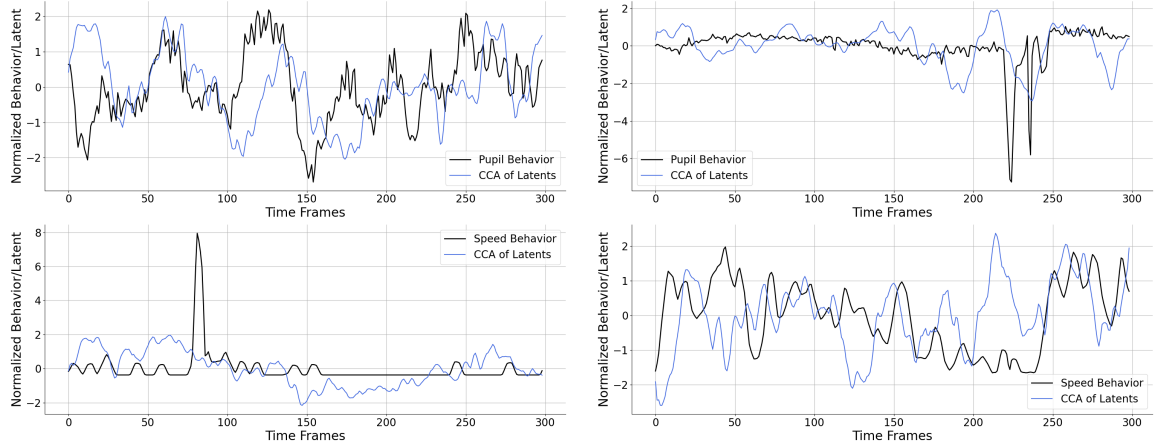 Normalized Behavior/Latent
2
1
0
−1
−2
0 50 100 150 200 250 300
Time Frames
Pupil Behavior
CCA of Latents
Normalized Behavior/Latent
2
0
−2
−4
−6
0 50 100 150 200 250 300
Time Frames
Pupil Behavior
CCA of Latents
Normalized Behavior/Latent
8
6
4
2
0
−2
0 50 100 150 200 250 300
Time Frames
Speed Behavior
CCA of Latents
Normalized Behavior/Latent
2
1
0
−1
−2
0 50 100 150 200 250 300
Time Frames
Speed Behavior
CCA of Latents